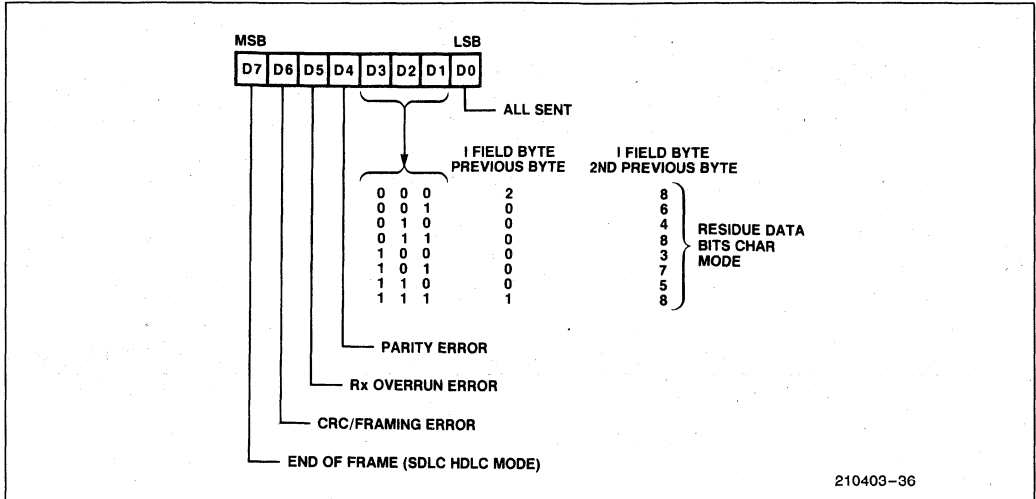 MSB LSB
D7 D6 D5 D4 D3 D2 D1 D0
ALL SENT
I FIELD BYTE
PREVIOUS BYTE
I FIELD BYTE
2ND PREVIOUS BYTE
0 0 0 2 8
0 0 1 0 6
0 1 0 0 4
0 1 1 0 8
1 0 0 0 3
1 0 1 0 7
1 1 0 0 5
1 1 1 1 8
RESIDUE DATA
BITS CHAR
MODE
PARITY ERROR
Rx OVERRUN ERROR
CRC/FRAMING ERROR
END OF FRAME (SDLC HDLC MODE)
210403-36